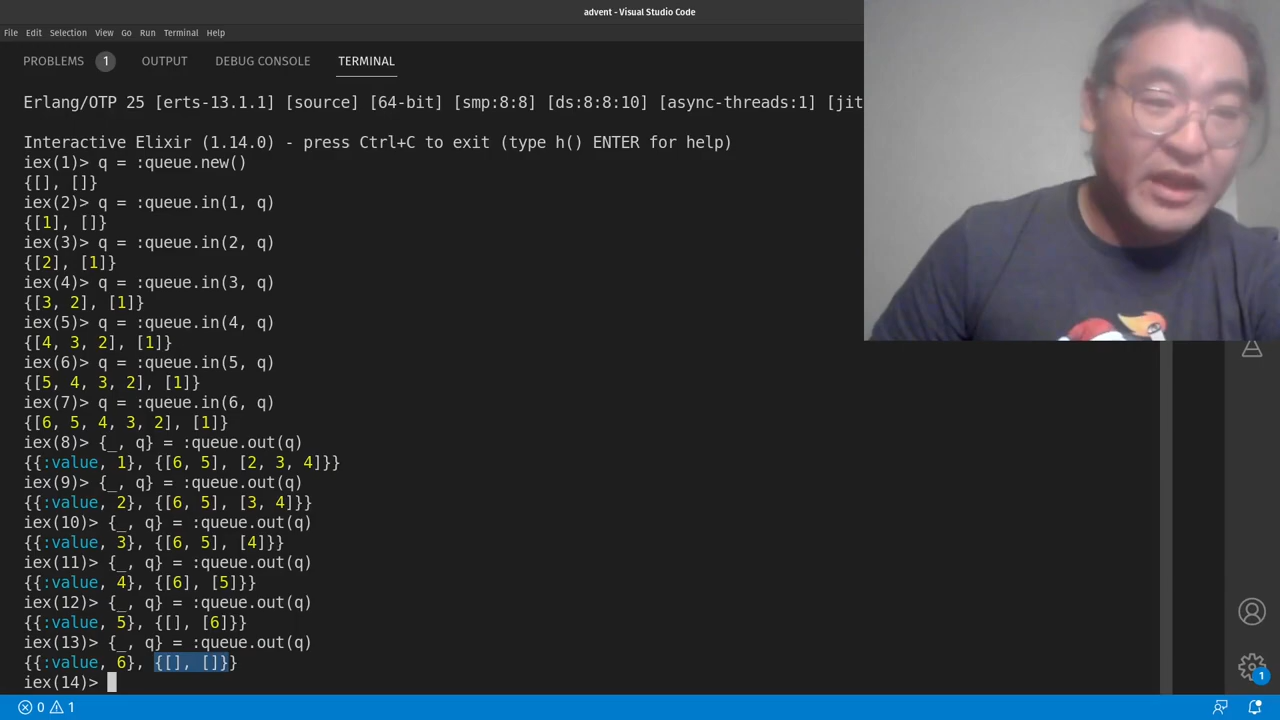 advent - Visual Studio Code
File Edit Selection View Go Run Terminal Help
PROBLEMS 1 OUTPUT DEBUG CONSOLE TERMINAL
Erlang/OTP 25 [erts-13.1.1] [source] [64-bit] [smp:8:8] [ds:8:8:10] [async-threads:1] [jit
Interactive Elixir (1.14.0) - press Ctrl+C to exit (type h() ENTER for help)
iex(1)> q = :queue.new()
{[], []}
iex(2)> q = :queue.in(1, q)
{[1], []}
iex(3)> q = :queue.in(2, q)
{[2], [1]}
iex(4)> q = :queue.in(3, q)
{[3, 2], [1]}
iex(5)> q = :queue.in(4, q)
{[4, 3, 2], [1]}
iex(6)> q = :queue.in(5, q)
{[5, 4, 3, 2], [1]}
iex(7)> q = :queue.in(6, q)
{[6, 5, 4, 3, 2], [1]}
iex(8)> {_, q} = :queue.out(q)
{{:value, 1}, {[6, 5], [2, 3, 4]}}
iex(9)> {_, q} = :queue.out(q)
{{:value, 2}, {[6, 5], [3, 4]}}
iex(10)> {_, q} = :queue.out(q)
{{:value, 3}, {[6, 5], [4]}}
iex(11)> {_, q} = :queue.out(q)
{{:value, 4}, {[6], [5]}}
iex(12)> {_, q} = :queue.out(q)
{{:value, 5}, {[], [6]}}
iex(13)> {_, q} = :queue.out(q)
{{:value, 6}, {[], []}}
iex(14)>
1
0 1